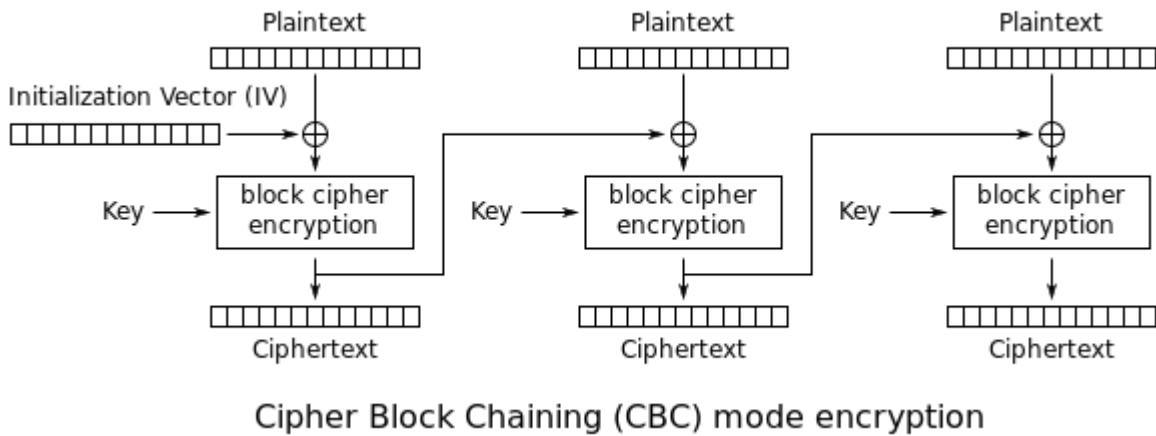 Plaintext
Plaintext
Plaintext
Initialization Vector (IV)
Key
block cipher
encryption
Key
block cipher
encryption
Key
block cipher
encryption
Ciphertext
Ciphertext
Ciphertext
Cipher Block Chaining (CBC) mode encryption